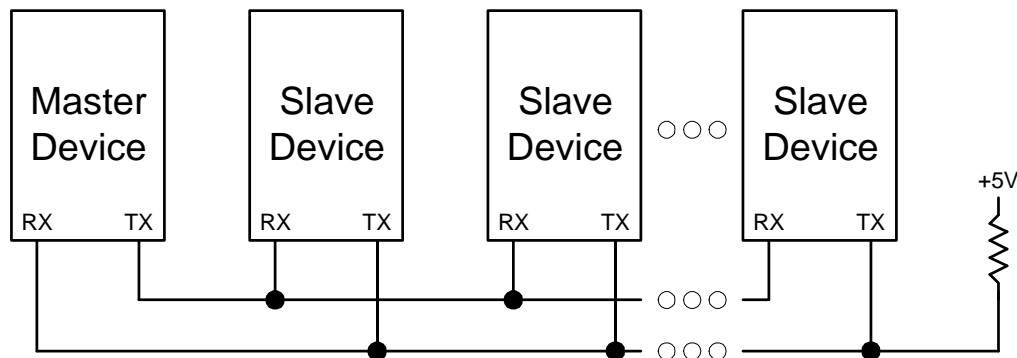 Master
Device
Slave
Device
Slave
Device
Slave
Device
+5V
RX TX
RX TX
RX TX
RX TX